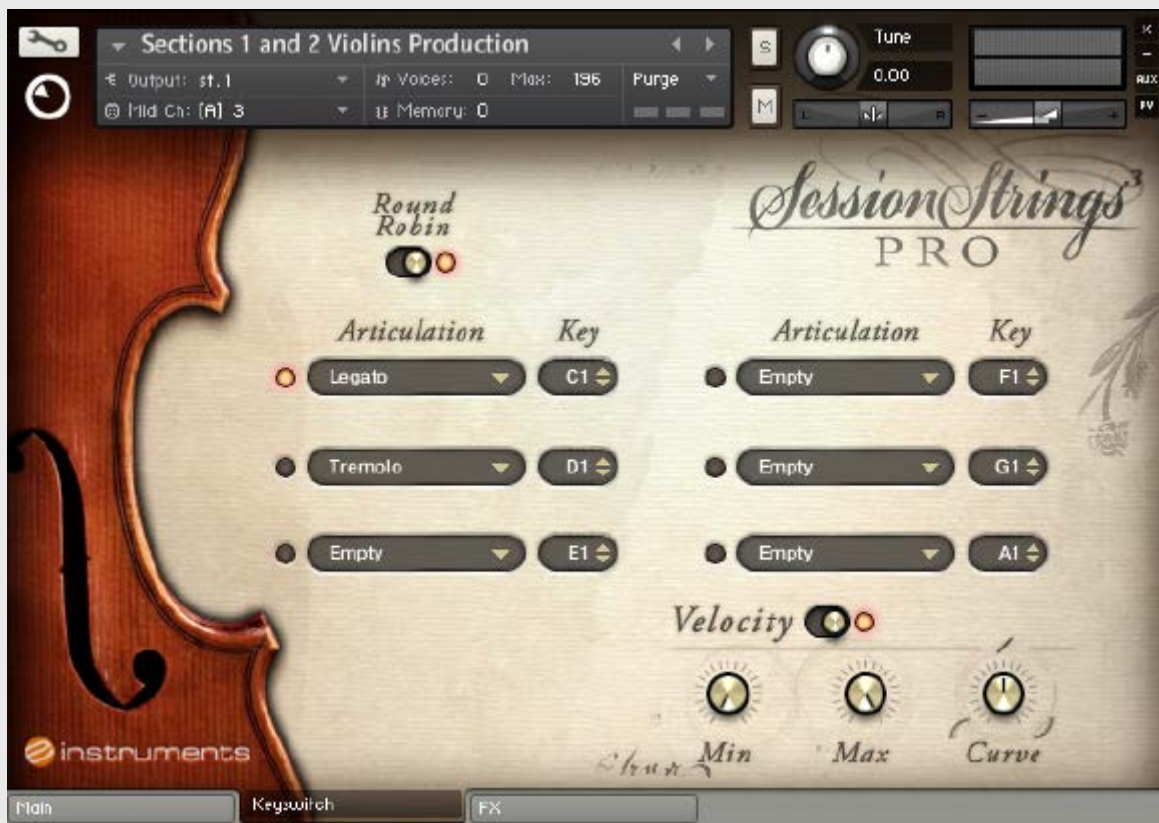 Sections 1 and 2 Violins Production
Output: st.1
Voices: 0 Max: 196
Purge
Midi Ch: [A] 3
Memory: 0
S
M
Tune
0.00
L
R
-
+
×
-
AUX
PV
Session Strings³
PRO
Round
Robin
Articulation Key
Articulation Key
Legato C1
Empty F1
Tremolo D1
Empty G1
Empty E1
Empty A1
Velocity
Min Max Curve
e instruments
Main Keyswitch FX